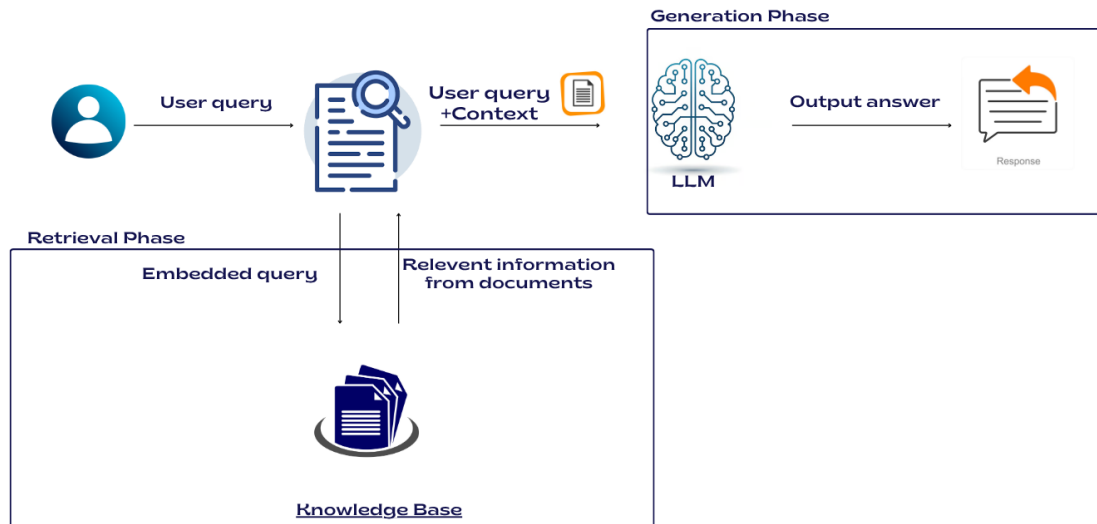 Generation Phase
User query
User query
+Context
Output answer
Response
LLM
Retrieval Phase
Embedded query
Relevent information
from documents
Knowledge Base